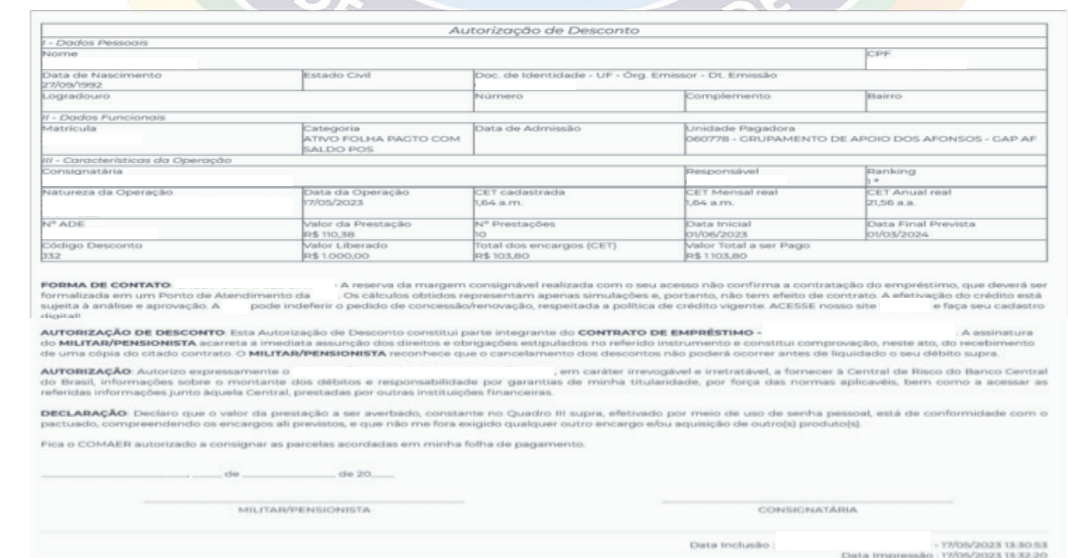 DE DE
Autorização de Desconto
I - Dados Pessoais
Nome CPF
Data de Nascimento Estado Civil Doc. de Identidade - UF - Órg. Emissor - Dt. Emissão
27/09/1992
Logradouro Número Complemento Bairro
II - Dados Funcionais
Matrícula Categoria Data de Admissão Unidade Pagadora
ATIVO FOLHA PAGTO COM 060778 - GRUPAMENTO DE APOIO DOS AFONSOS - GAP AF
SALDO POS
III - Características da Operação
Consignatária Responsável Ranking
1 *
Natureza da Operação Data da Operação CET cadastrada CET Mensal real CET Anual real
17/05/2023 1,64 a.m. 1,64 a.m. 21,56 a.a.
Nº ADE Valor da Prestação Nº Prestações Data Inicial Data Final Prevista
R$ 110,38 10 01/06/2023 01/03/2024
Código Desconto Valor Liberado Total dos encargos (CET) Valor Total a ser Pago
J32 R$ 1.000,00 R$ 103,80 R$ 1.103,80
FORMA DE CONTATO: - A reserva da margem consignável realizada com o seu acesso não confirma a contratação do empréstimo, que deverá ser
formalizada em um Ponto de Atendimento da . Os cálculos obtidos representam apenas simulações e, portanto, não tem efeito de contrato. A efetivação do crédito está
sujeita à análise e aprovação. A pode indeferir o pedido de concessão/renovação, respeitada a política de crédito vigente. ACESSE nosso site e faça seu cadastro
digital!
AUTORIZAÇÃO DE DESCONTO: Esta Autorização de Desconto constitui parte integrante do CONTRATO DE EMPRÉSTIMO - . A assinatura
do MILITAR/PENSIONISTA acarreta a imediata assunção dos direitos e obrigações estipulados no referido instrumento e constitui comprovação, neste ato, do recebimento
de uma cópia do citado contrato. O MILITAR/PENSIONISTA reconhece que o cancelamento dos descontos não poderá ocorrer antes de liquidado o seu débito supra.
AUTORIZAÇÃO: Autorizo expressamente o , em caráter irrevogável e irretratável, a fornecer à Central de Risco do Banco Central
do Brasil, informações sobre o montante dos débitos e responsabilidade por garantias de minha titularidade, por força das normas aplicavéis, bem como a acessar as
referidas informações junto àquela Central, prestadas por outras instituições financeiras.
DECLARAÇÃO: Declaro que o valor da prestação a ser averbado, constante no Quadro III supra, efetivado por meio de uso de senha pessoal, está de conformidade com o
pactuado, compreendendo os encargos ali previstos, e que não me fora exigido qualquer outro encargo e/ou aquisição de outro(s) produto(s).
Fica o COMAER autorizado a consignar as parcelas acordadas em minha folha de pagamento.
____________________, _____ de ________________ de 20____
MILITAR/PENSIONISTA CONSIGNATÁRIA
Data Inclusão : - 17/05/2023 13:30:53
Data Impressão : 17/05/2023 13:32:20